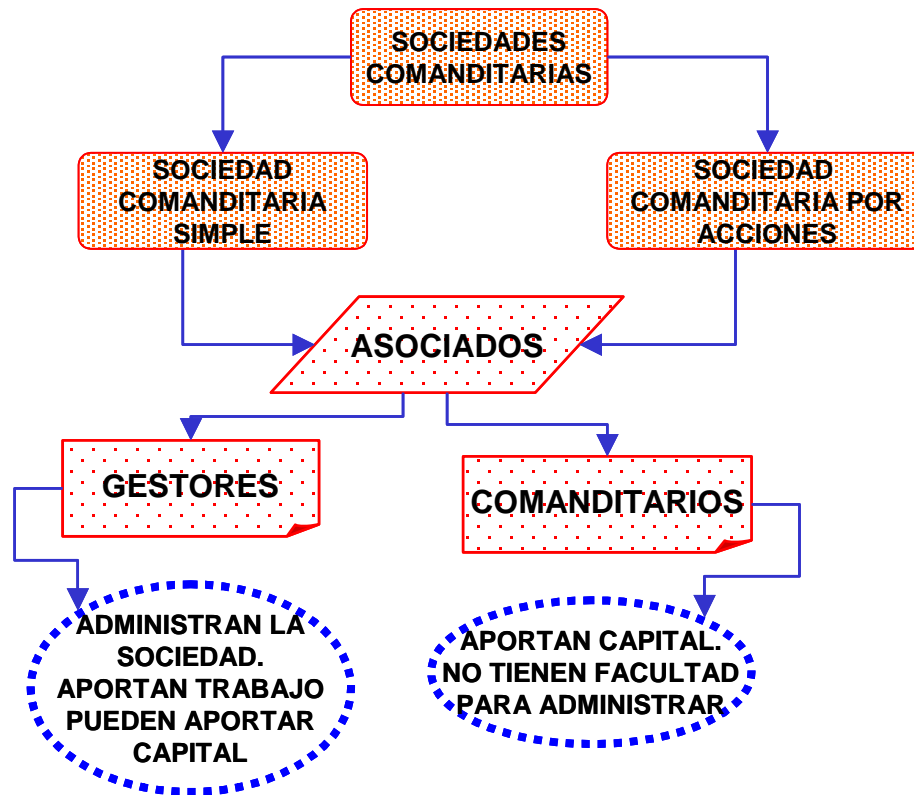 SOCIEDADES
COMANDITARIAS
SOCIEDAD
COMANDITARIA
SIMPLE
SOCIEDAD
COMANDITARIA POR
ACCIONES
ASOCIADOS
GESTORES
COMANDITARIOS
ADMINISTRAN LA
SOCIEDAD.
APORTAN TRABAJO
PUEDEN APORTAR
CAPITAL
APORTAN CAPITAL.
NO TIENEN FACULTAD
PARA ADMINISTRAR